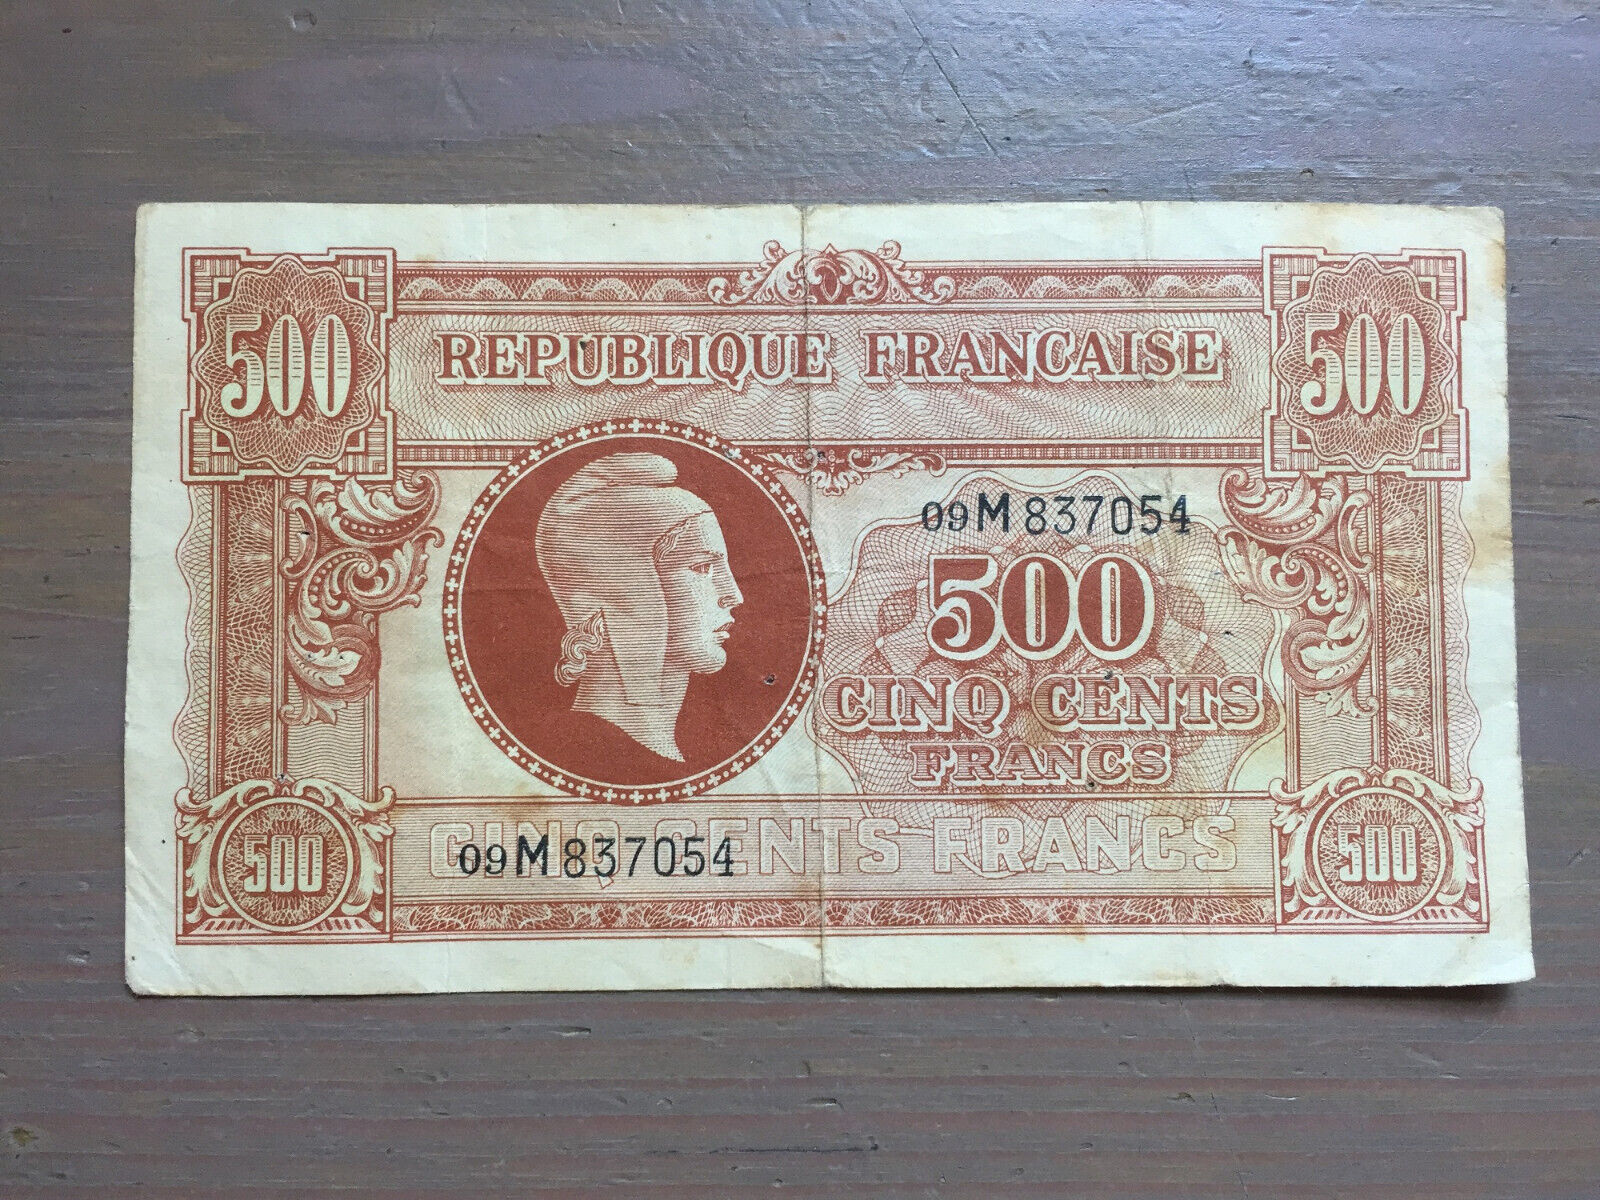 500
REPUBLIQUE FRANCAISE
500
09M 837054
500
CINQ CENTS
FRANCS
CINQ CENTS FRANCS
09M 837054
500
500